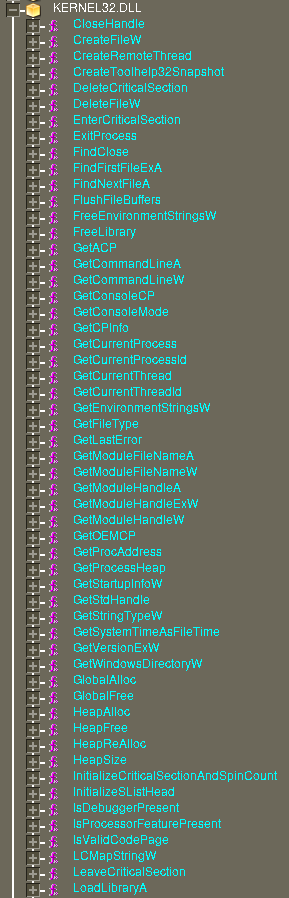 KERNEL32.DLL
CloseHandle
CreateFileW
CreateRemoteThread
CreateToolhelp32Snapshot
DeleteCriticalSection
DeleteFileW
EnterCriticalSection
ExitProcess
FindClose
FindFirstFileExA
FindNextFileA
FlushFileBuffers
FreeEnvironmentStringsW
FreeLibrary
GetACP
GetCommandLineA
GetCommandLineW
GetConsoleCP
GetConsoleMode
GetCPInfo
GetCurrentProcess
GetCurrentProcessId
GetCurrentThread
GetCurrentThreadId
GetEnvironmentStringsW
GetFileType
GetLastError
GetModuleFileNameA
GetModuleFileNameW
GetModuleHandleA
GetModuleHandleExW
GetModuleHandleW
GetOEMCP
GetProcAddress
GetProcessHeap
GetStartupInfoW
GetStdHandle
GetStringTypeW
GetSystemTimeAsFileTime
GetVersionExW
GetWindowsDirectoryW
GlobalAlloc
GlobalFree
HeapAlloc
HeapFree
HeapReAlloc
HeapSize
InitializeCriticalSectionAndSpinCount
InitializeSListHead
IsDebuggerPresent
IsProcessorFeaturePresent
IsValidCodePage
LCMapStringW
LeaveCriticalSection
LoadLibraryA